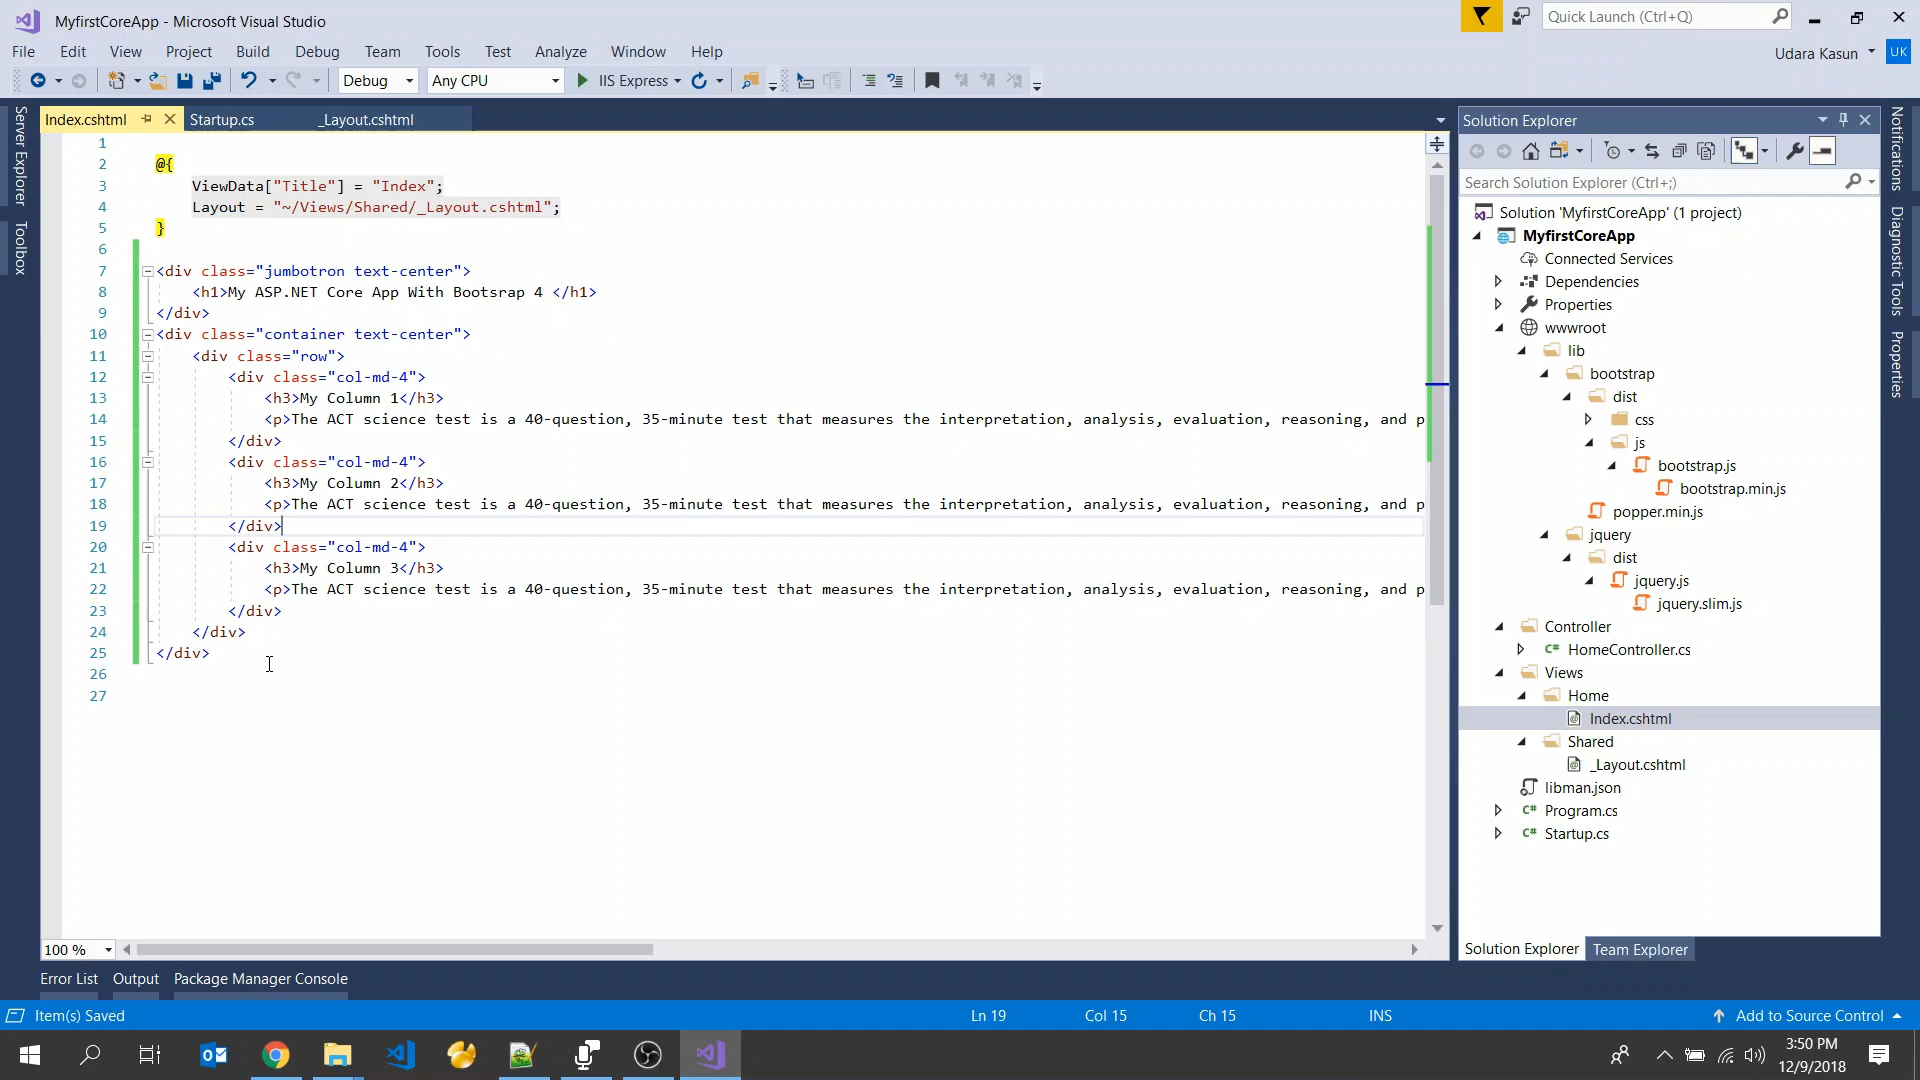 MyfirstCoreApp - Microsoft Visual Studio
Quick Launch (Ctrl+Q)
File Edit View Project Build Debug Team Tools Test Analyze Window Help
Udara Kasun UK
Debug Any CPU IIS Express
Server Explorer
Toolbox
Index.cshtml Startup.cs _Layout.cshtml
1
2 @{
3 ViewData["Title"] = "Index";
4 Layout = "~/Views/Shared/_Layout.cshtml";
5 }
6
7 <div class="jumbotron text-center">
8 <h1>My ASP.NET Core App With Bootsrap 4 </h1>
9 </div>
10 <div class="container text-center">
11 <div class="row">
12 <div class="col-md-4">
13 <h3>My Column 1</h3>
14 <p>The ACT science test is a 40-question, 35-minute test that measures the interpretation, analysis, evaluation, reasoning, and p
15 </div>
16 <div class="col-md-4">
17 <h3>My Column 2</h3>
18 <p>The ACT science test is a 40-question, 35-minute test that measures the interpretation, analysis, evaluation, reasoning, and p
19 </div>
20 <div class="col-md-4">
21 <h3>My Column 3</h3>
22 <p>The ACT science test is a 40-question, 35-minute test that measures the interpretation, analysis, evaluation, reasoning, and p
23 </div>
24 </div>
25 </div>
26
27
100 %
Solution Explorer
Search Solution Explorer (Ctrl+;)
Solution 'MyfirstCoreApp' (1 project)
MyfirstCoreApp
Connected Services
Dependencies
Properties
wwwroot
lib
bootstrap
dist
css
js
bootstrap.js
bootstrap.min.js
popper.min.js
jquery
dist
jquery.js
jquery.slim.js
Controller
C# HomeController.cs
Views
Home
Index.cshtml
Shared
_Layout.cshtml
libman.json
C# Program.cs
C# Startup.cs
Solution Explorer Team Explorer
Notifications
Diagnostic Tools
Properties
Error List Output Package Manager Console
Item(s) Saved Ln 19 Col 15 Ch 15 INS Add to Source Control
3:50 PM
12/9/2018